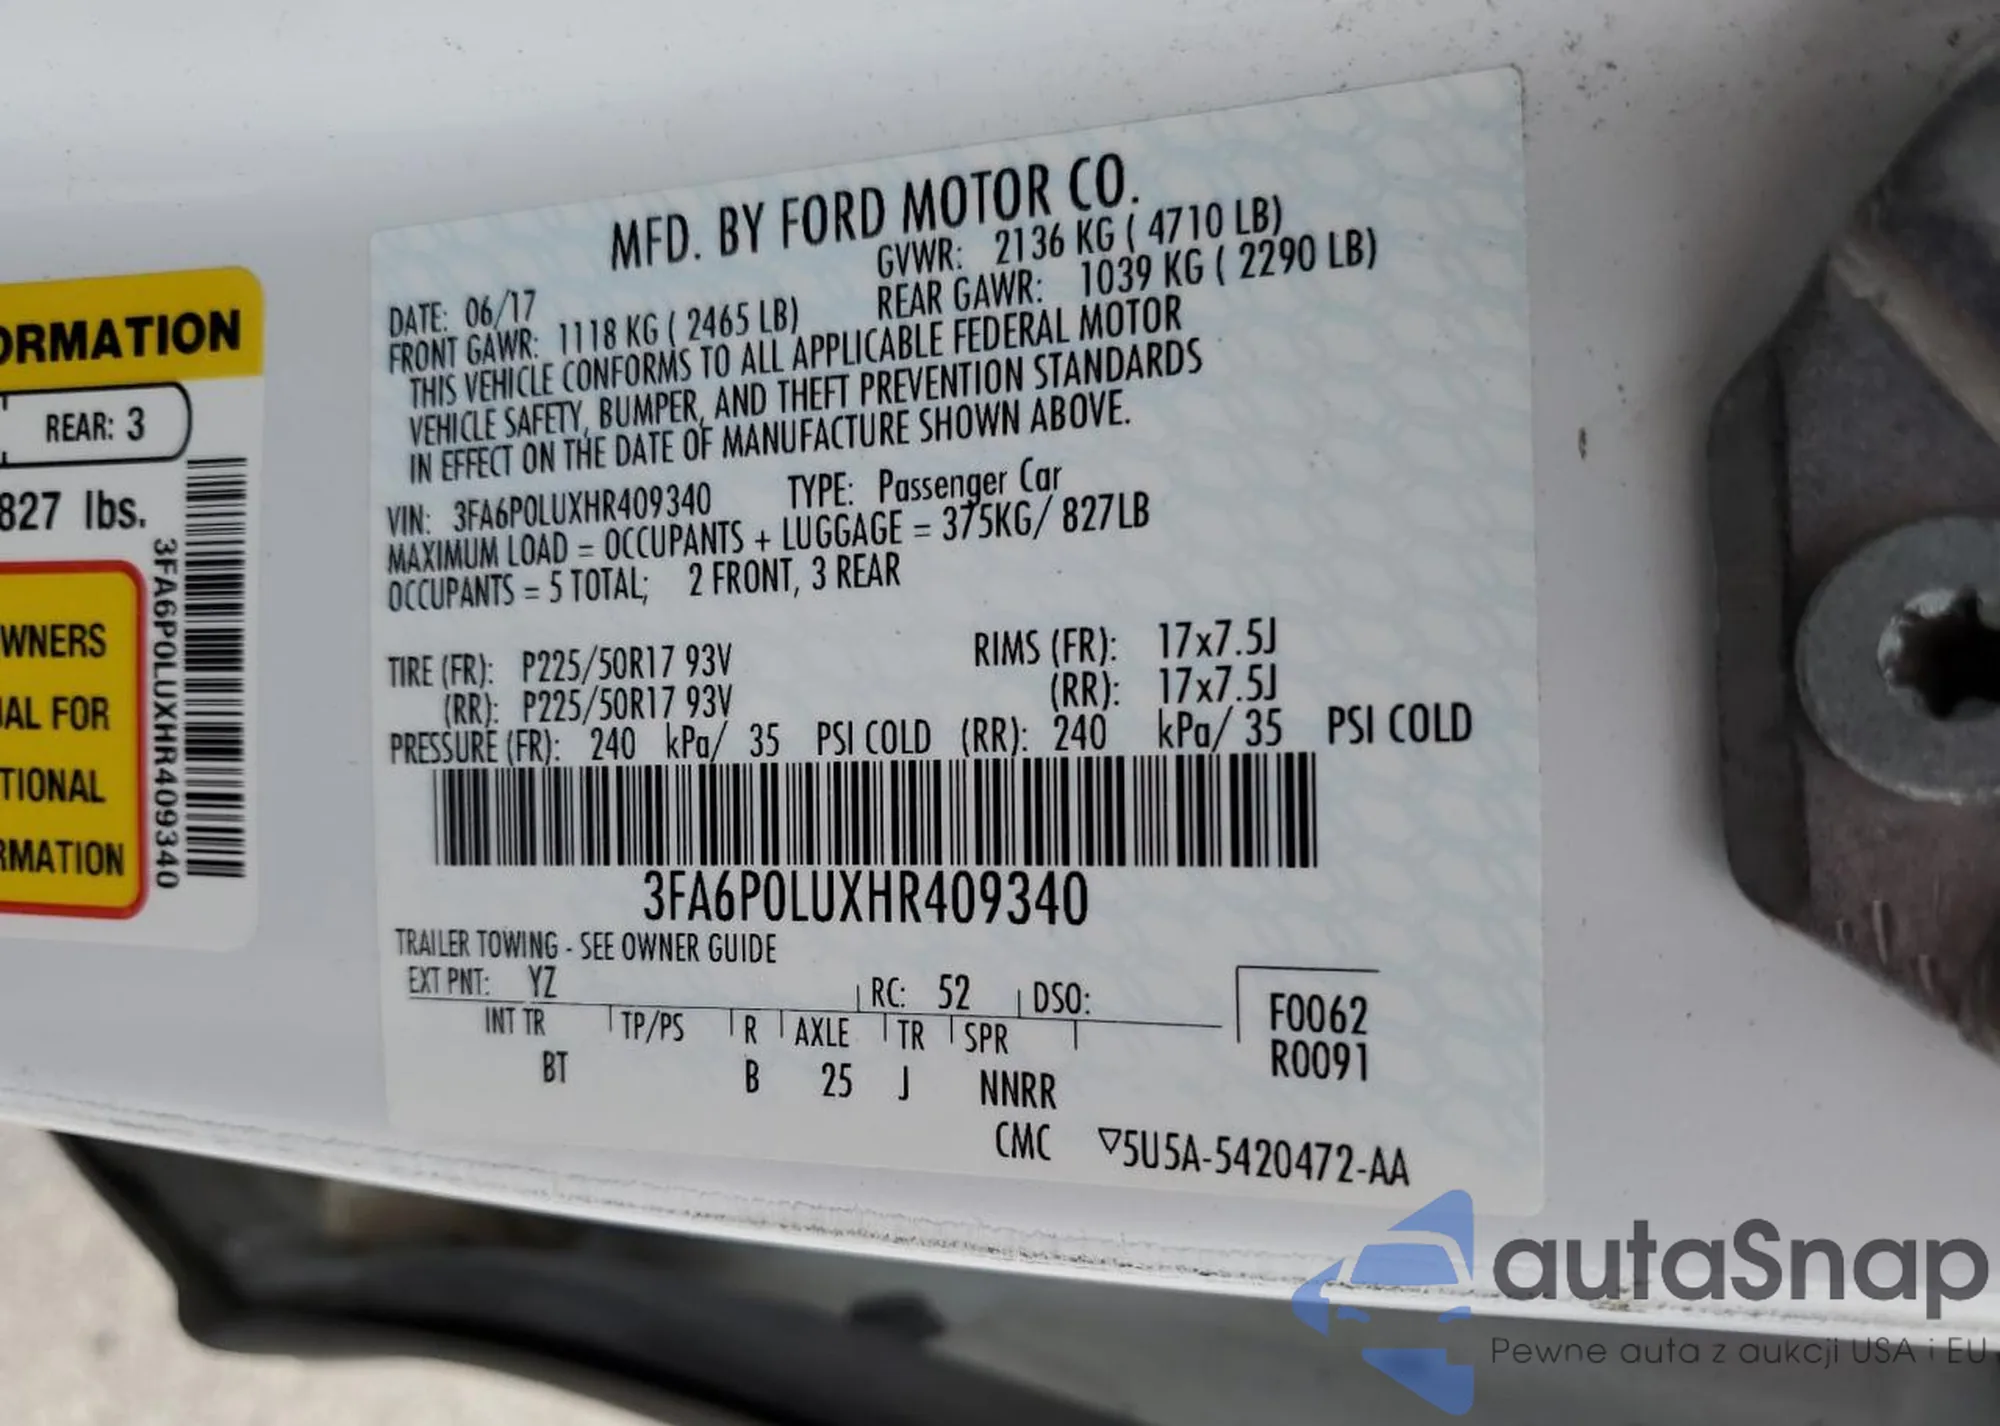 ORMATION
REAR: 3
827 lbs.
WNERS
AL FOR
TIONAL
RMATION
3FA6P0LUXHR409340
MFD. BY FORD MOTOR CO.
DATE: 06/17 GVWR: 2136 KG ( 4710 LB)
FRONT GAWR: 1118 KG ( 2465 LB) REAR GAWR: 1039 KG ( 2290 LB)
THIS VEHICLE CONFORMS TO ALL APPLICABLE FEDERAL MOTOR
VEHICLE SAFETY, BUMPER, AND THEFT PREVENTION STANDARDS
IN EFFECT ON THE DATE OF MANUFACTURE SHOWN ABOVE.
VIN: 3FA6P0LUXHR409340 TYPE: Passenger Car
MAXIMUM LOAD = OCCUPANTS + LUGGAGE = 375KG/ 827LB
OCCUPANTS = 5 TOTAL; 2 FRONT, 3 REAR
TIRE (FR): P225/50R17 93V RIMS (FR): 17x7.5J
(RR): P225/50R17 93V (RR): 17x7.5J
PRESSURE (FR): 240 kPa/ 35 PSI COLD (RR): 240 kPa/ 35 PSI COLD
3FA6P0LUXHR409340
TRAILER TOWING - SEE OWNER GUIDE
EXT PNT: YZ RC: 52 DSO: F0062
INT TR TP/PS R AXLE TR SPR R0091
BT B 25 J NNRR
CMC ▽5U5A-5420472-AA
autaSnap
Pewne auta z aukcji USA i EU